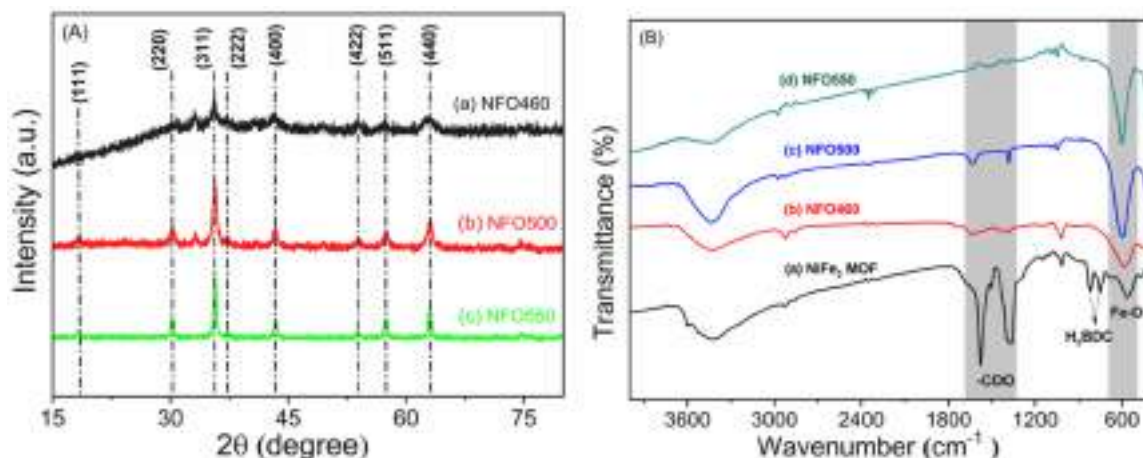 (A)
(111)
(220)
(311)
(222)
(400)
(422)
(511)
(440)
(a) NFO460
(b) NFO500
(c) NFO550
Intensity (a.u.)
15 30 45 60 75
2θ (degree)
(B)
(d) NFO550
(c) NFO500
(b) NFO460
(a) NiFe₂ MOF
Fe-O
H₂BDC
-COO
Transmittance (%)
3600 3000 2400 1800 1200 600
Wavenumber (cm⁻¹)